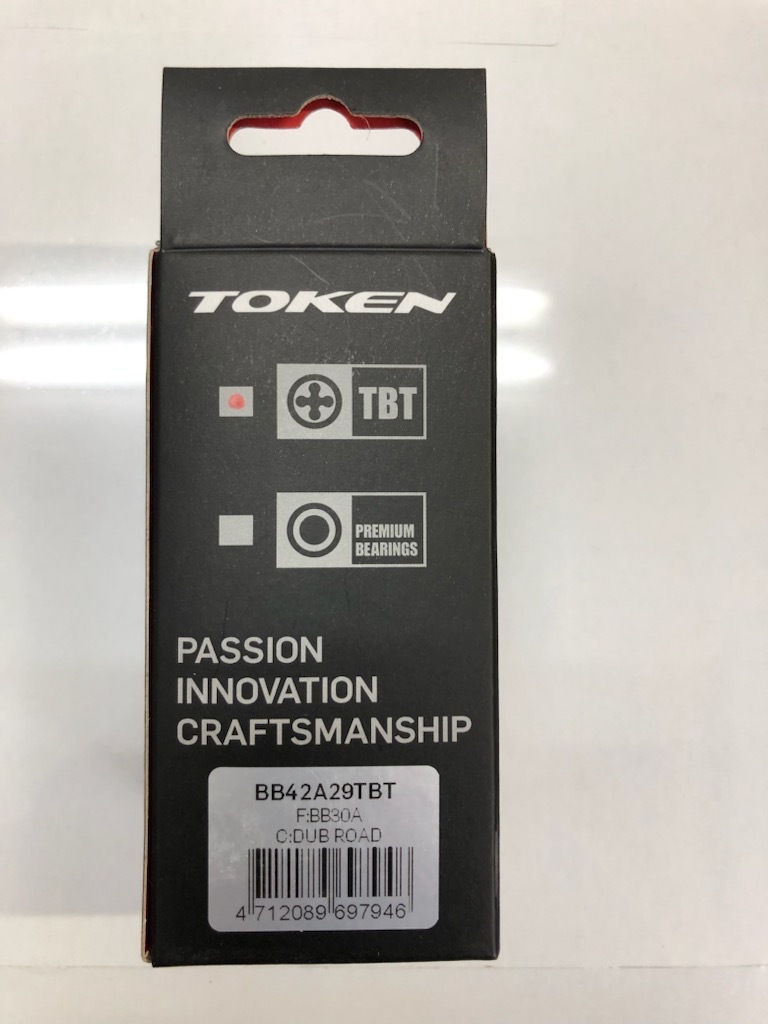 TOKEN
TBT
PREMIUM
BEARINGS
PASSION
INNOVATION
CRAFTSMANSHIP
BB42A29TBT
F:BB30A
C:DUB ROAD
4 712089 697946